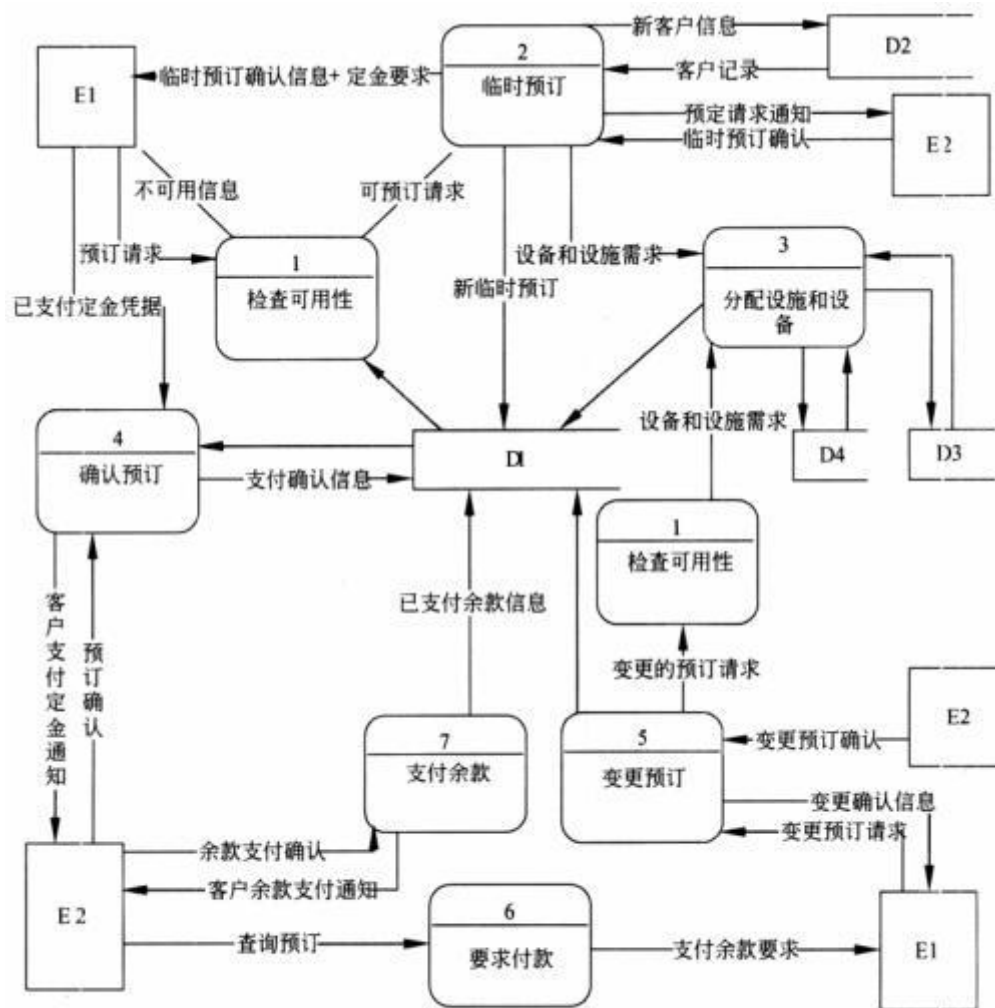 新客户信息
D2
2
临时预订
客户记录
E1
临时预订确认信息+ 定金要求
预定请求通知
临时预订确认
E 2
不可用信息
可预订请求
预订请求
1
检查可用性
设备和设施需求
3
分配设施和设备
新临时预订
已支付定金凭据
设备和设施需求
4
确认预订
D1
D4
D3
支付确认信息
1
检查可用性
已支付余款信息
客户支付定金通知
预订确认
变更的预订请求
E2
7
支付余款
5
变更预订
变更预订确认
变更确认信息
变更预订请求
余款支付确认
客户余款支付通知
E 2
6
要求付款
查询预订
支付余款要求
E1